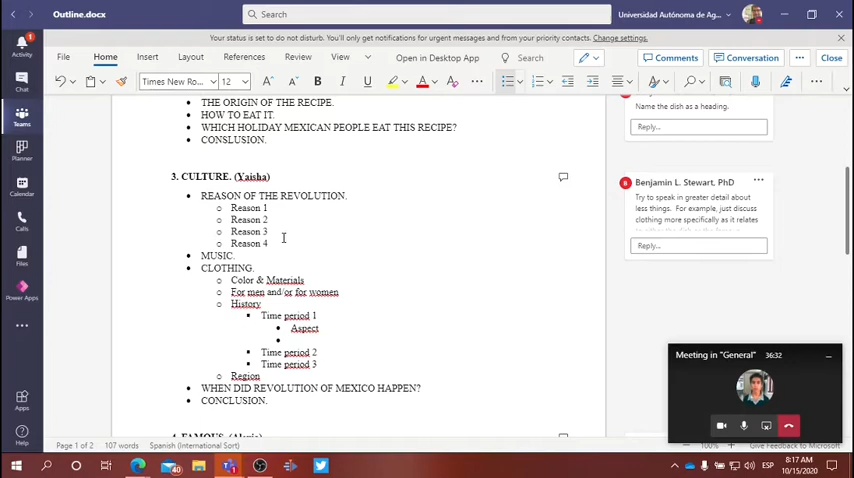 Outline.docx
Search
Universidad Autónoma de Ag...
Your status is set to do not disturb. You'll only get notifications for urgent messages and from your priority contacts. Change settings.
File Home Insert Layout References Review View Open in Desktop App Search Comments Conversation Close
Times New Ro... 12
Activity
Chat
Teams
Planner
Calendar
Calls
Files
Power Apps
Apps
Help
THE ORIGIN OF THE RECIPE.
HOW TO EAT IT.
WHICH HOLIDAY MEXICAN PEOPLE EAT THIS RECIPE?
CONSLUSION.
3. CULTURE. (Yaisha)
REASON OF THE REVOLUTION.
Reason 1
Reason 2
Reason 3
Reason 4
MUSIC.
CLOTHING.
Color & Materials
For men and/or for women
History
Time period 1
Aspect
Time period 2
Time period 3
Region
WHEN DID REVOLUTION OF MEXICO HAPPEN?
CONCLUSION.
Name the dish as a heading.
Reply...
B Benjamin L. Stewart, PhD
Try to speak in greater detail about
less things. For example, just discuss
clothing more specifically as it relates
Reply...
Meeting in "General" 36:32
Page 1 of 2 107 words Spanish (International Sort) 100% Give Feedback to Microsoft
40
1
ESP
8:17 AM
10/15/2020